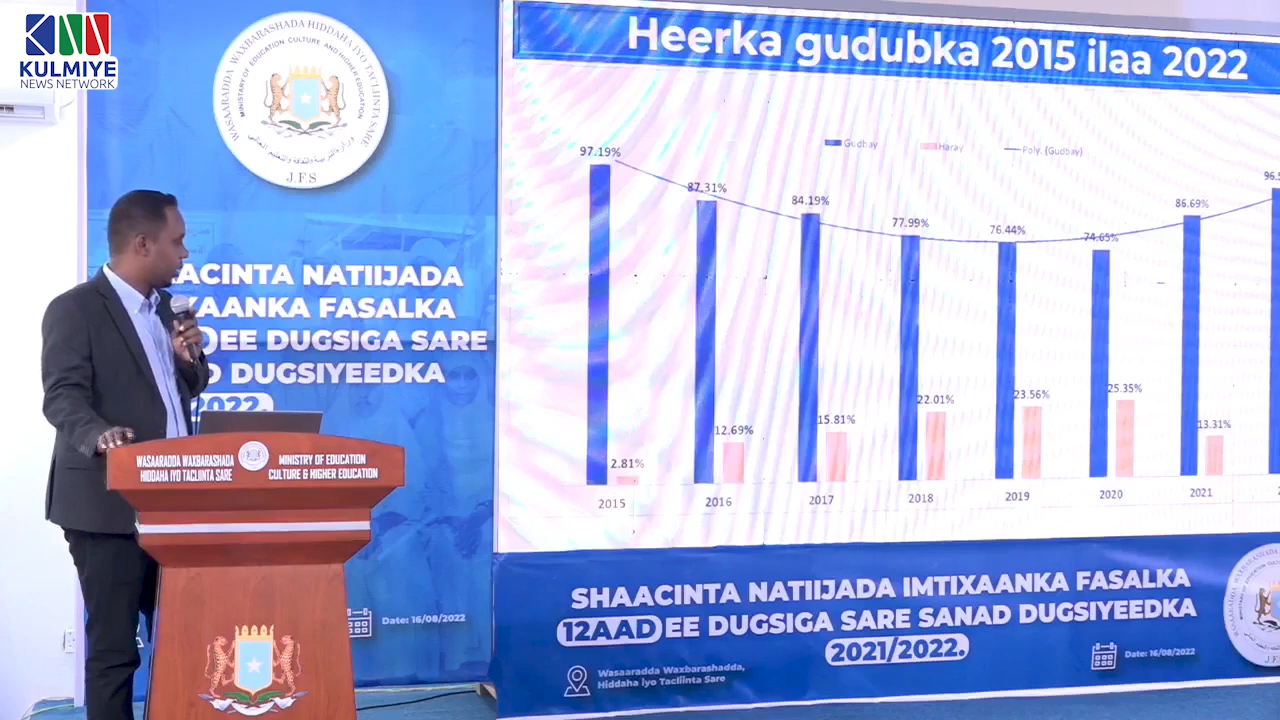 KULMIYE
NEWS NETWORK
WASAARADDA WAXBARASHADA HIDDAHA IYO TACLIINTA SARE
MINISTRY OF EDUCATION CULTURE AND HIGHER EDUCATION
J.F.S
AACINTA NATIIJADA
XAANKA FASALKA
EE DUGSIGA SARE
D DUGSIYEEDKA
2022.
Date: 16/08/2022
WASAARADDA WAXBARASHADA
HIDDAHA IYO TACLIINTA SARE
MINISTRY OF EDUCATION
CULTURE & HIGHER EDUCATION
Heerka gudubka 2015 ilaa 2022
Gudbay
Haray
Poly. (Gudbay)
97.19%
87.31%
84.19%
77.99%
76.44%
74.65%
86.69%
96.5
2.81%
12.69%
15.81%
22.01%
23.56%
25.35%
13.31%
2015
2016
2017
2018
2019
2020
2021
SHAACINTA NATIIJADA IMTIXAANKA FASALKA
12AAD EE DUGSIGA SARE SANAD DUGSIYEEDKA
2021/2022.
Wasaaradda Waxbarashadda,
Hiddaha iyo Tacliinta Sare
Date: 16/08/2022
J.F.S